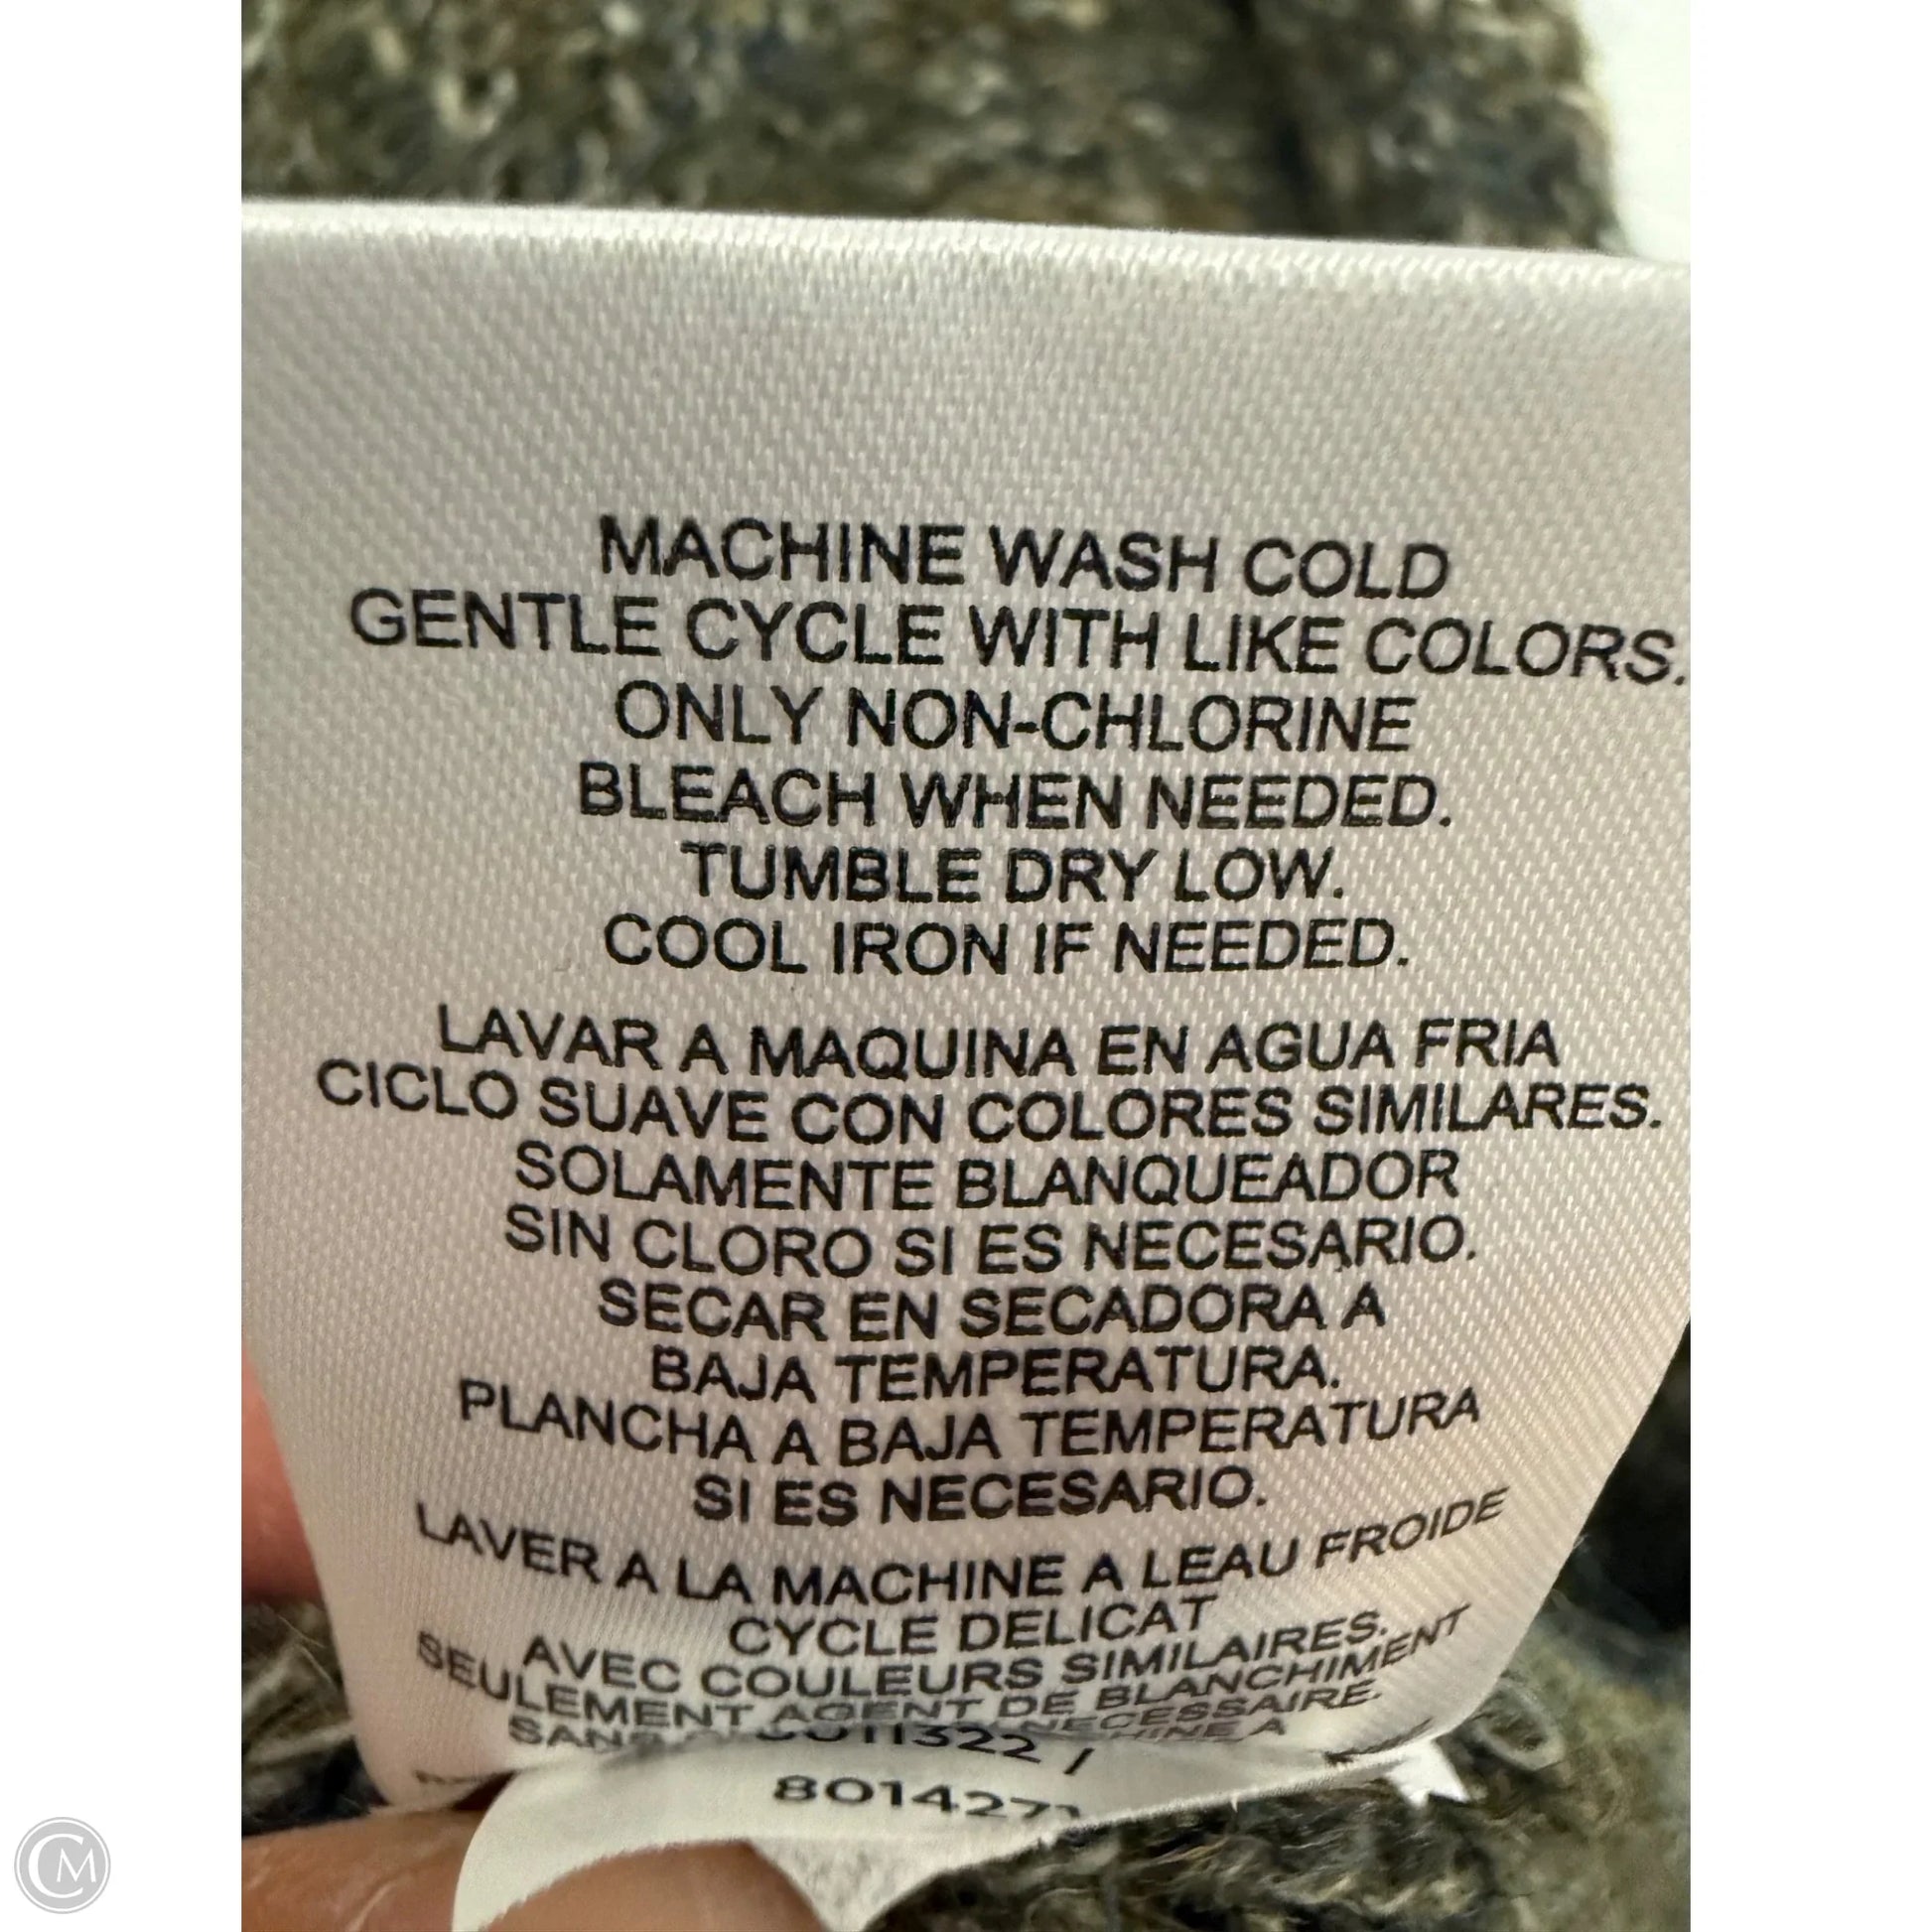 MACHINE WASH COLD
GENTLE CYCLE WITH LIKE COLORS.
ONLY NON-CHLORINE
BLEACH WHEN NEEDED.
TUMBLE DRY LOW.
COOL IRON IF NEEDED.
LAVAR A MAQUINA EN AGUA FRIA
CICLO SUAVE CON COLORES SIMILARES.
SOLAMENTE BLANQUEADOR
SIN CLORO SI ES NECESARIO.
SECAR EN SECADORA A
BAJA TEMPERATURA.
PLANCHA A BAJA TEMPERATURA
SI ES NECESARIO.
LAVER A LA MACHINE A LEAU FROIDE
CYCLE DELICAT
AVEC COULEURS SIMILAIRES.
SEULEMENT AGENT DE BLANCHIMENT
SANS NECESSAIRE.
A
/
CM